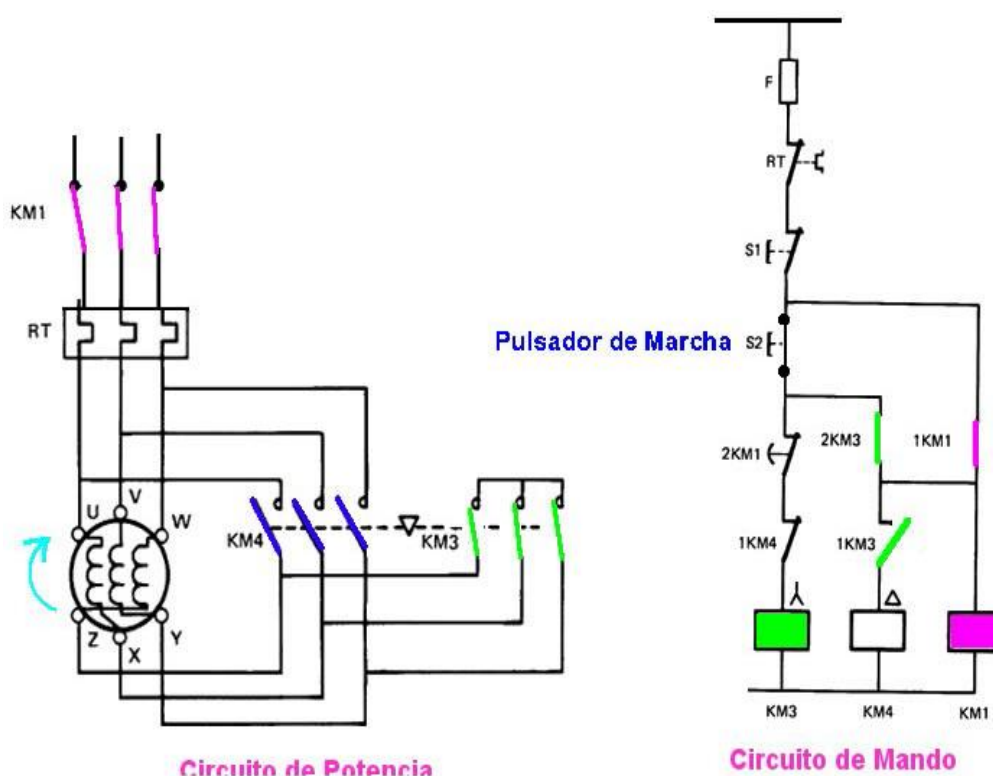 KM1
RT
U
V
W
Z
X
Y
KM4
KM3
Circuito de Potencia
F
RT
S1
Pulsador de Marcha
S2
2KM1
2KM3
1KM1
1KM4
1KM3
KM3
KM4
KM1
Circuito de Mando